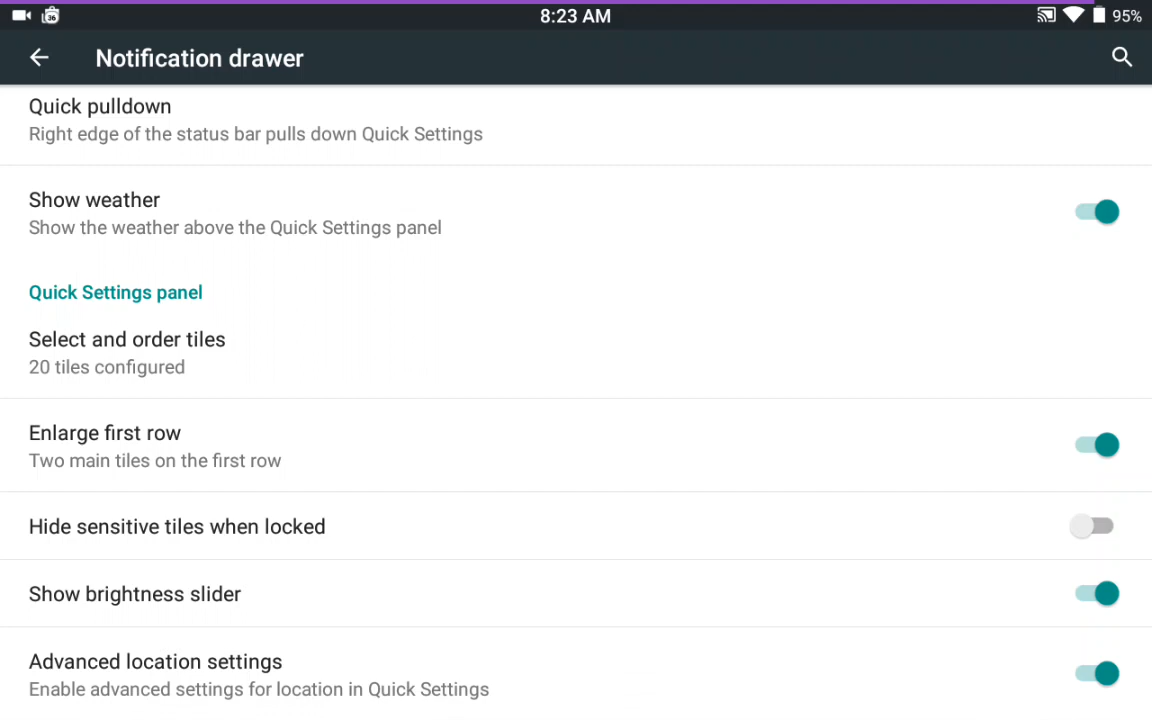 36
8:23 AM
95%
Notification drawer
Quick pulldown
Right edge of the status bar pulls down Quick Settings
Show weather
Show the weather above the Quick Settings panel
Quick Settings panel
Select and order tiles
20 tiles configured
Enlarge first row
Two main tiles on the first row
Hide sensitive tiles when locked
Show brightness slider
Advanced location settings
Enable advanced settings for location in Quick Settings